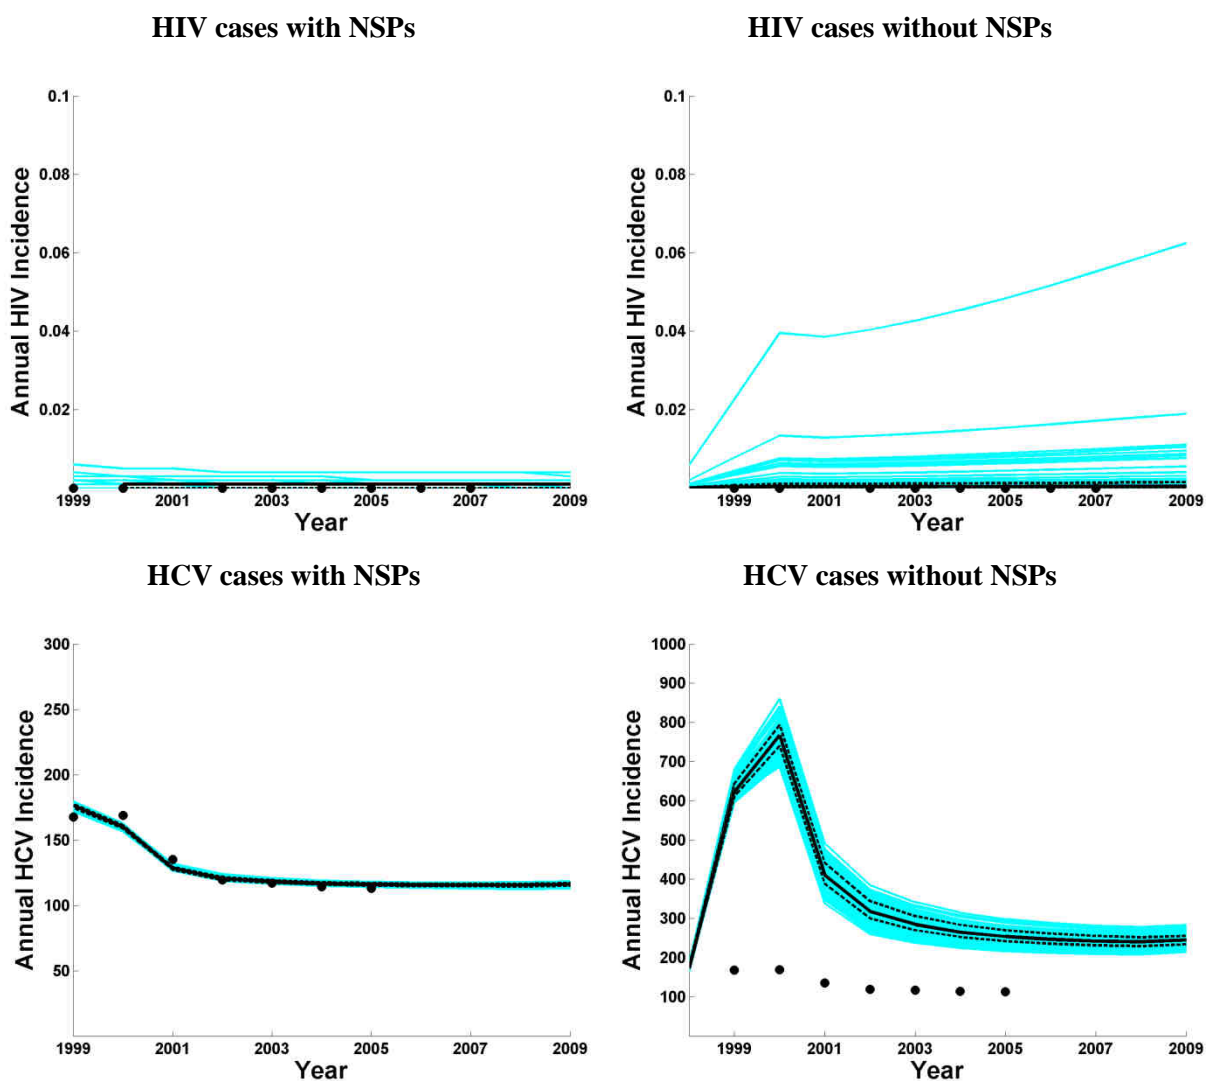 HIV cases with NSPs
HIV cases without NSPs
0.1
0.08
0.06
0.04
0.02
Annual HIV Incidence
1999 2001 2003 2005 2007 2009
Year
0.1
0.08
0.06
0.04
0.02
Annual HIV Incidence
1999 2001 2003 2005 2007 2009
Year
HCV cases with NSPs
HCV cases without NSPs
300
250
200
150
100
50
Annual HCV Incidence
1999 2001 2003 2005 2007 2009
Year
1000
900
800
700
600
500
400
300
200
100
Annual HCV Incidence
1999 2001 2003 2005 2007 2009
Year